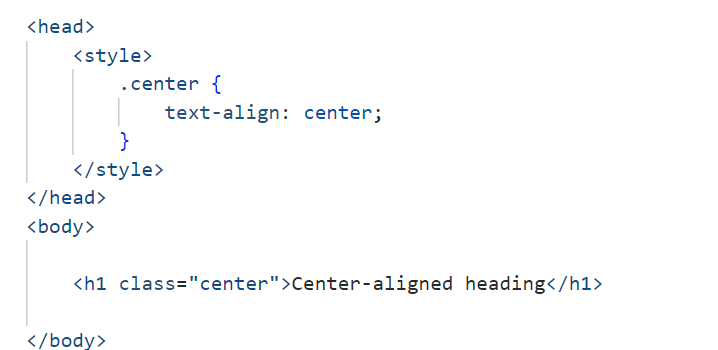 <head>
<style>
.center {
text-align: center;
}
</style>
</head>
<body>
<h1 class="center">Center-aligned heading</h1>
</body>